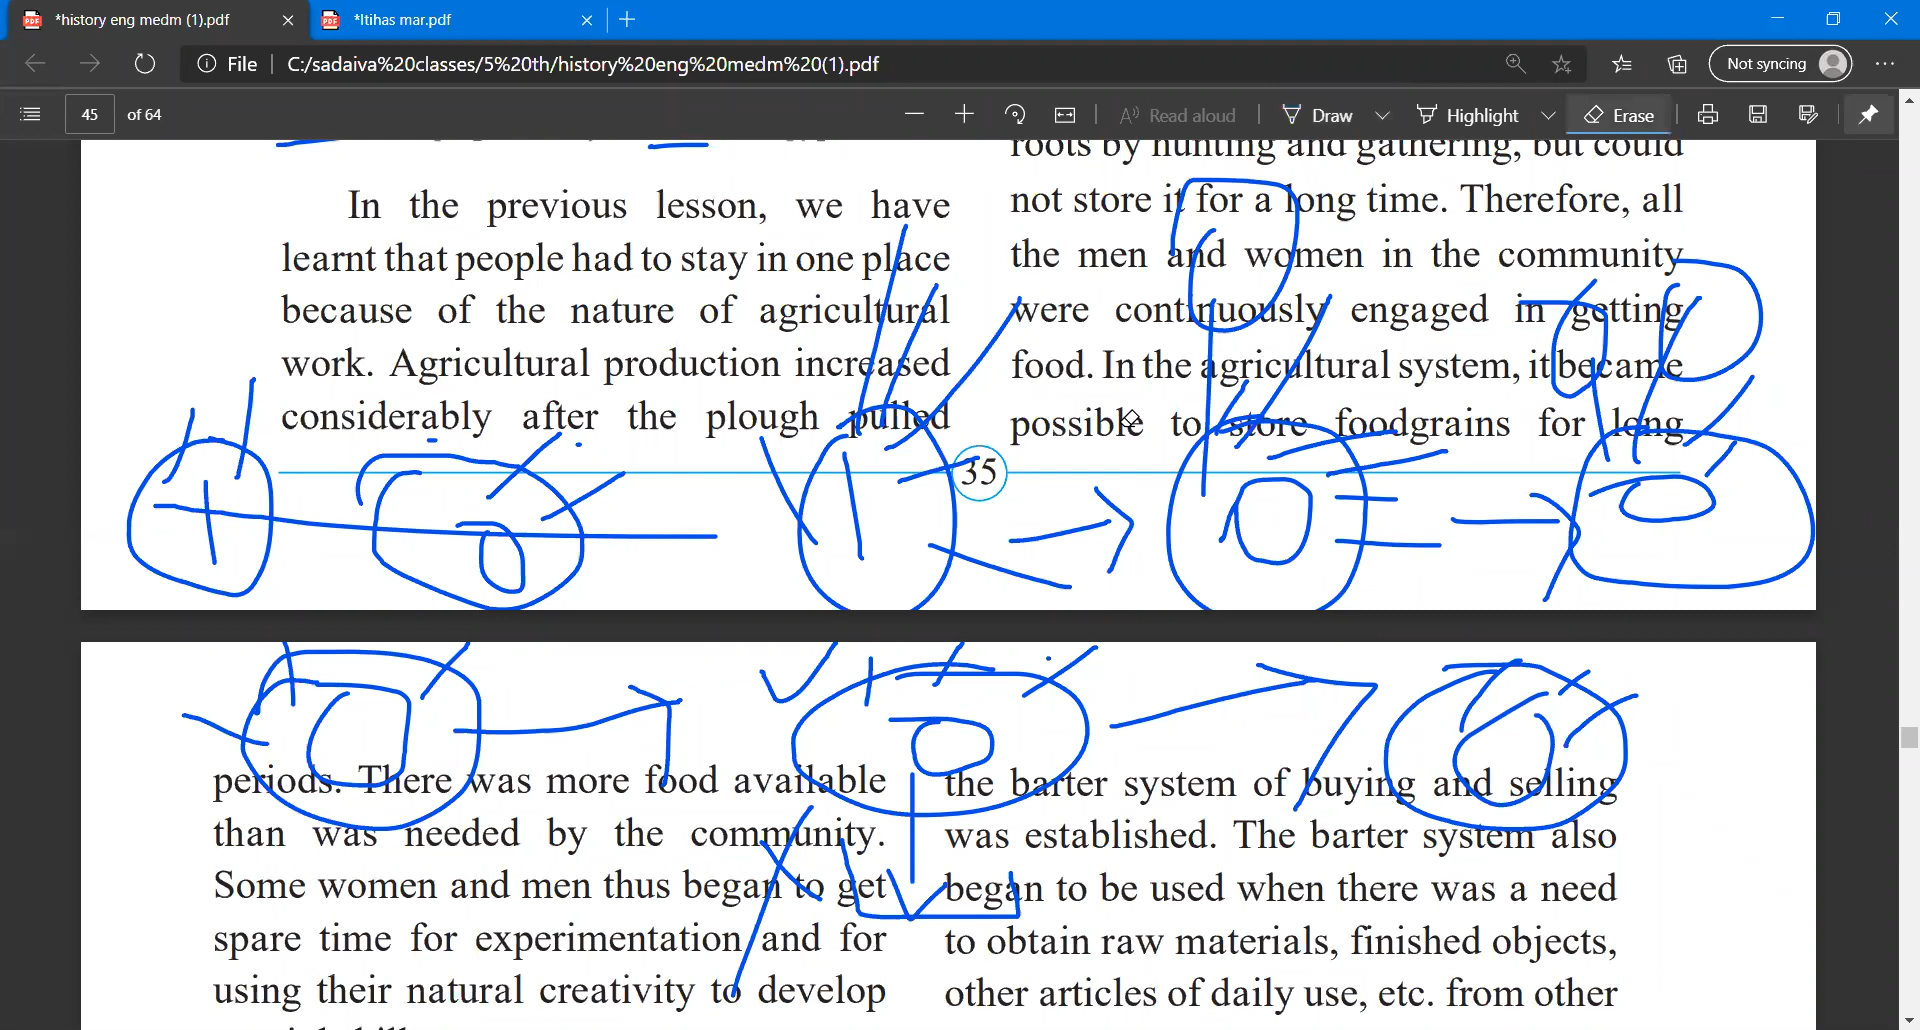 *history eng medm (1).pdf
*Itihas mar.pdf
File
C:/sadaiva%20classes/5%20th/history%20eng%20medm%20(1).pdf
Not syncing
45
of 64
Read aloud
Draw
Highlight
Erase
In the previous lesson, we have
learnt that people had to stay in one place
because of the nature of agricultural
work. Agricultural production increased
considerably after the plough pulled
roots by hunting and gathering, but could
not store it for a long time. Therefore, all
the men and women in the community
were continuously engaged in getting
food. In the agricultural system, it became
possible to store foodgrains for long
35
periods. There was more food available
than was needed by the community.
Some women and men thus began to get
spare time for experimentation and for
using their natural creativity to develop
the barter system of buying and selling
was established. The barter system also
began to be used when there was a need
to obtain raw materials, finished objects,
other articles of daily use, etc. from other